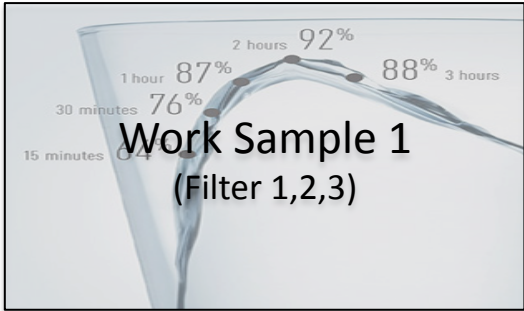 2 hours 92%
1 hour 87%
88% 3 hours
30 minutes 76%
15 minutes 64%
Work Sample 1
(Filter 1,2,3)